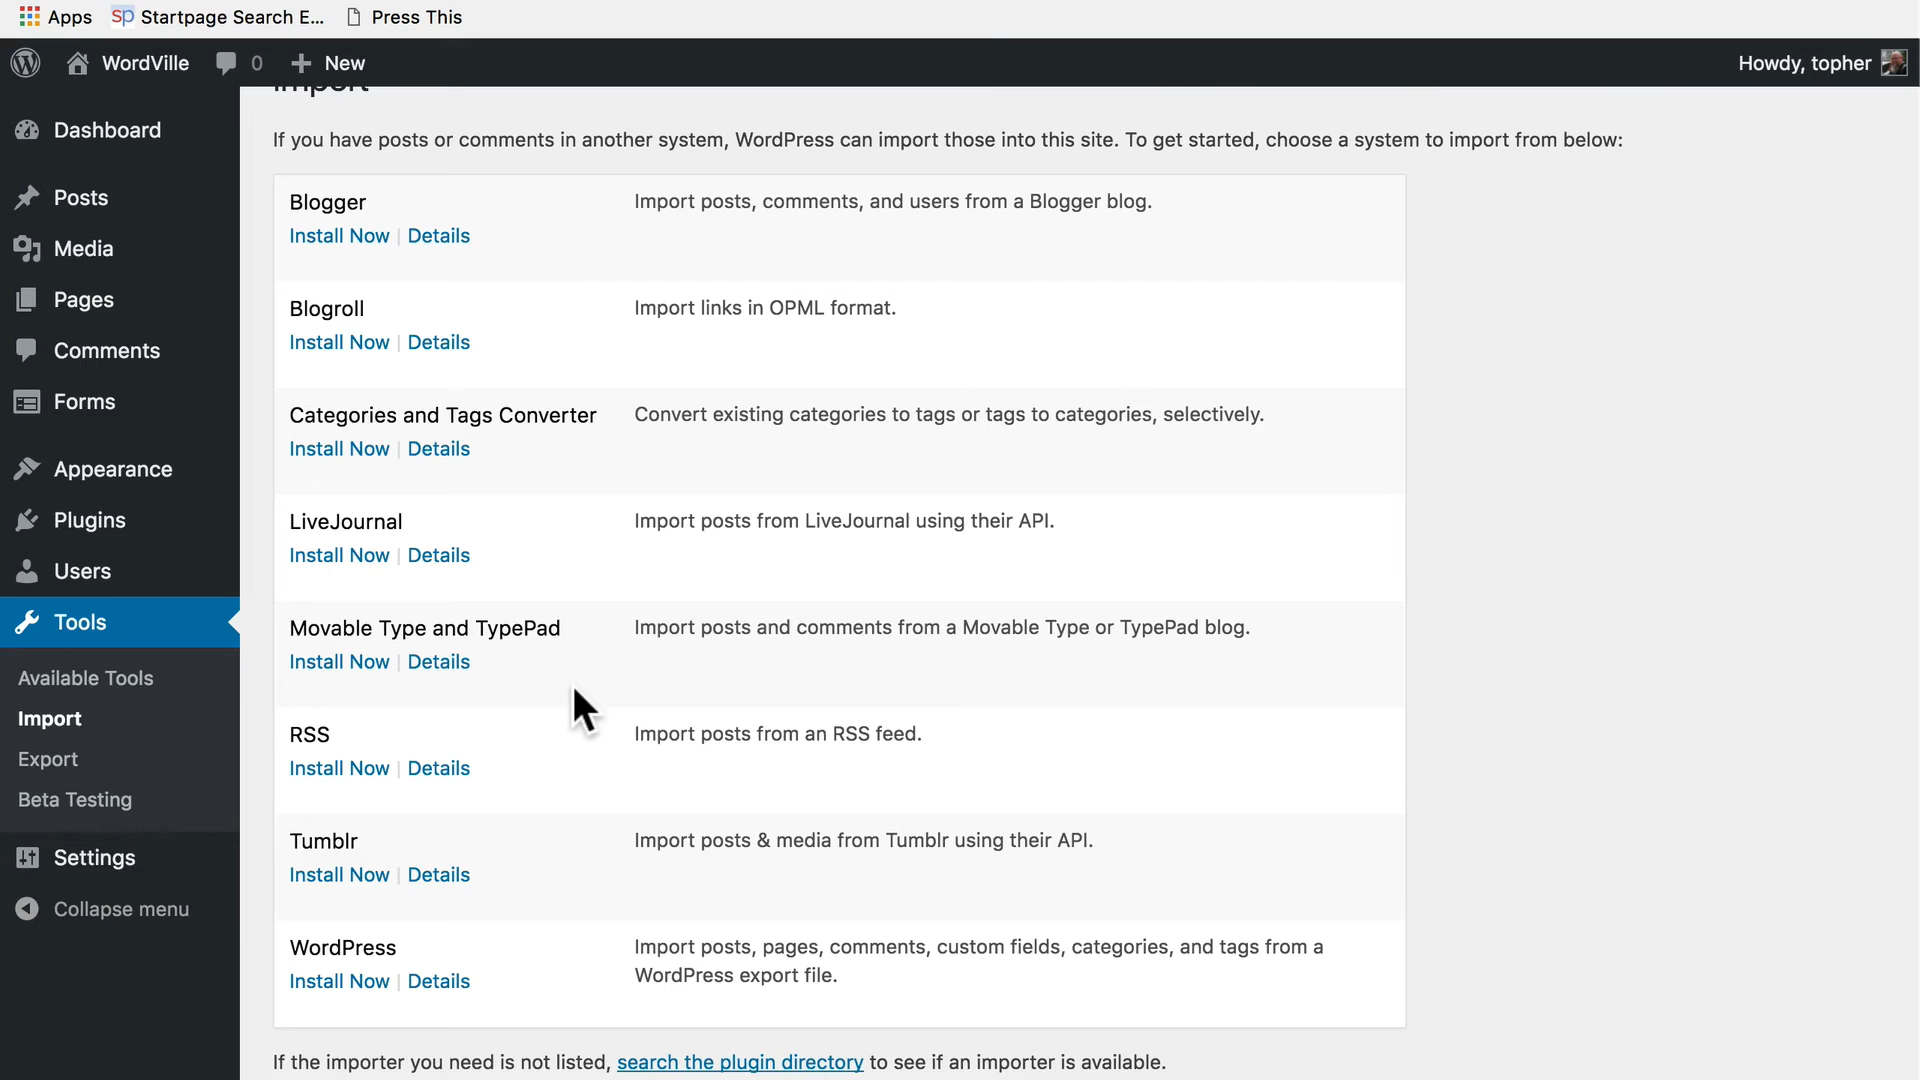 Apps
Startpage Search E...
Press This
WordVille
0
New
Howdy, topher
Import
Dashboard
Posts
Media
Pages
Comments
Forms
Appearance
Plugins
Users
Tools
Available Tools
Import
Export
Beta Testing
Settings
Collapse menu
If you have posts or comments in another system, WordPress can import those into this site. To get started, choose a system to import from below:
Blogger
Import posts, comments, and users from a Blogger blog.
Install Now | Details
Blogroll
Import links in OPML format.
Install Now | Details
Categories and Tags Converter
Convert existing categories to tags or tags to categories, selectively.
Install Now | Details
LiveJournal
Import posts from LiveJournal using their API.
Install Now | Details
Movable Type and TypePad
Import posts and comments from a Movable Type or TypePad blog.
Install Now | Details
RSS
Import posts from an RSS feed.
Install Now | Details
Tumblr
Import posts & media from Tumblr using their API.
Install Now | Details
WordPress
Import posts, pages, comments, custom fields, categories, and tags from a
WordPress export file.
Install Now | Details
If the importer you need is not listed, search the plugin directory to see if an importer is available.